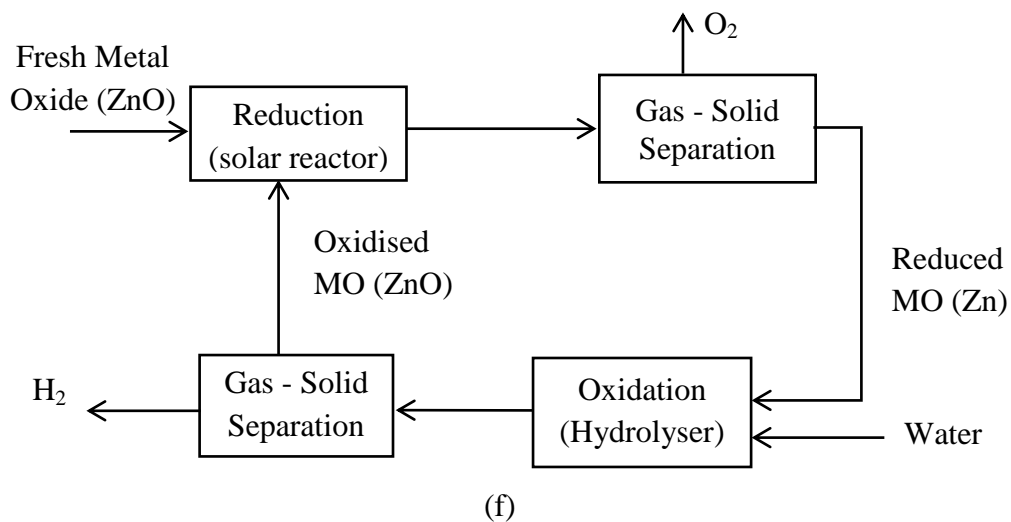 O₂
Fresh Metal
Oxide (ZnO)
Reduction
(solar reactor)
Gas - Solid
Separation
Oxidised
MO (ZnO)
Reduced
MO (Zn)
H₂
Gas - Solid
Separation
Oxidation
(Hydrolyser)
Water
(f)